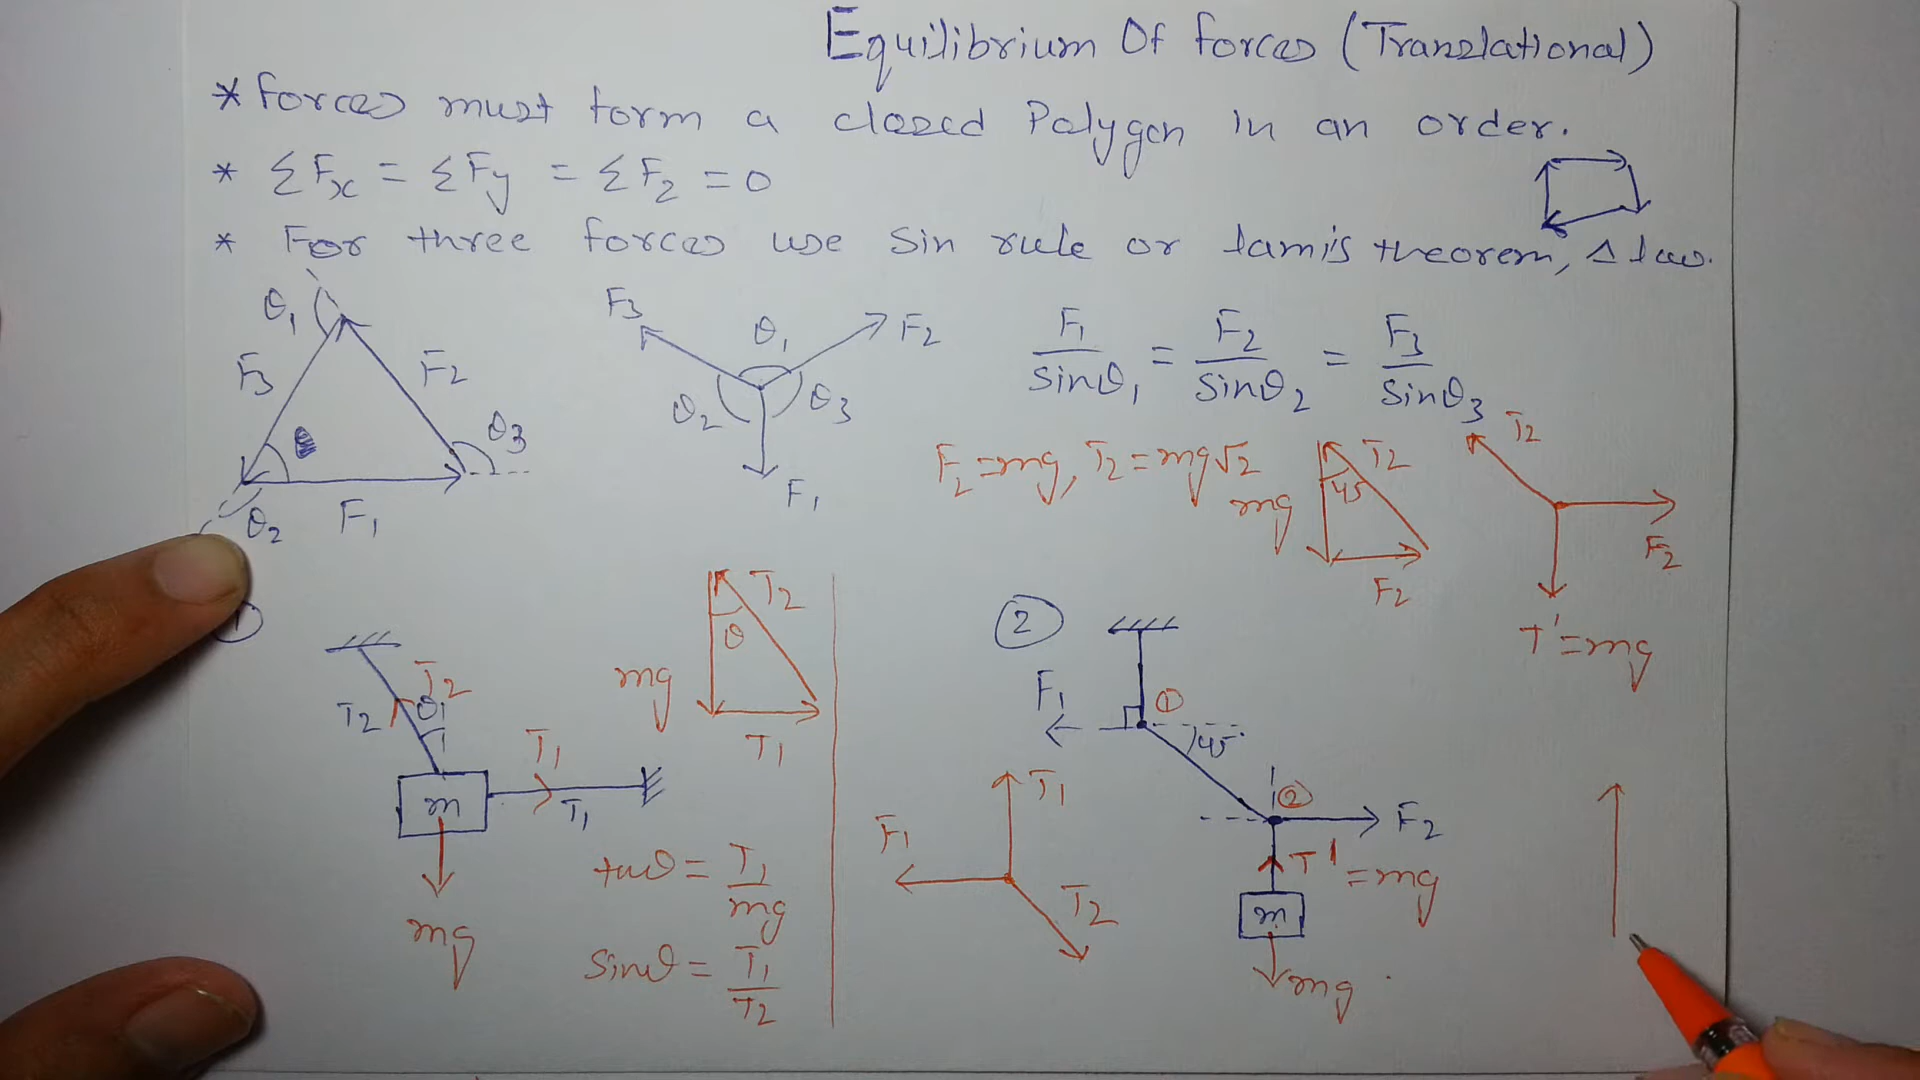 Equilibrium Of forces (Translational)
* forces must form a closed Polygon in an order.
* ΣFx = ΣFy = ΣFz = 0
* For three forces use Sin rule or lami's theorem, Δ law.
θ1
F3
F2
θ3
θ2
F1
F3
θ1
F2
θ2
θ3
F1
F1/Sinθ1 = F2/Sinθ2 = F3/Sinθ3
F2 = mg, T2 = mg√2
mg
45
T2
F2
T2
F2
T' = mg
1
T2
T2
θ
m
T1
T1
mg
T2
θ
mg
T1
tanθ = T1/mg
Sinθ = T1/T2
2
F1
1
45°
2
F2
T' = mg
m
mg
T1
F1
T2